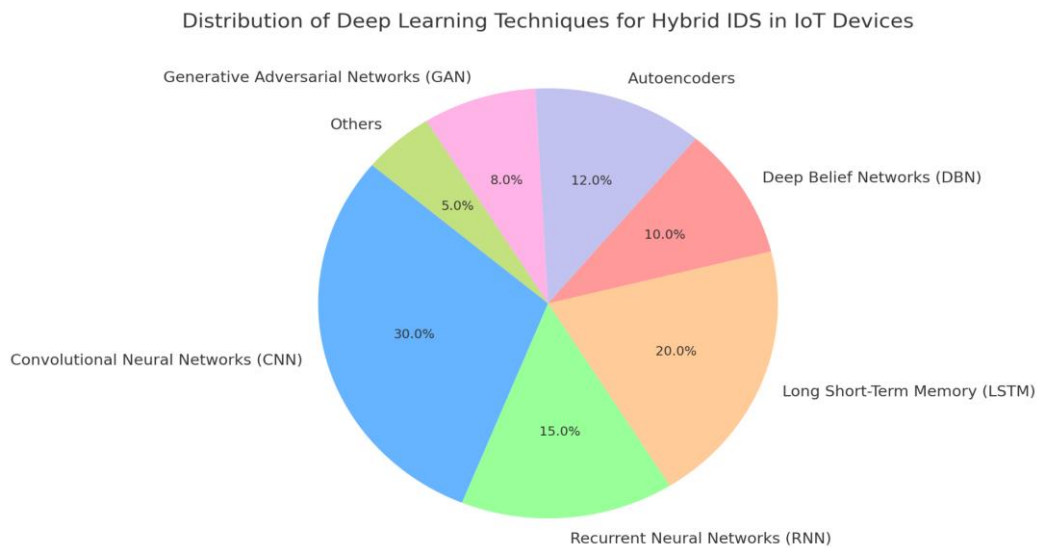 Distribution of Deep Learning Techniques for Hybrid IDS in IoT Devices
Generative Adversarial Networks (GAN)
Autoencoders
Others
Deep Belief Networks (DBN)
8.0%
12.0%
5.0%
10.0%
30.0%
20.0%
Convolutional Neural Networks (CNN)
Long Short-Term Memory (LSTM)
15.0%
Recurrent Neural Networks (RNN)